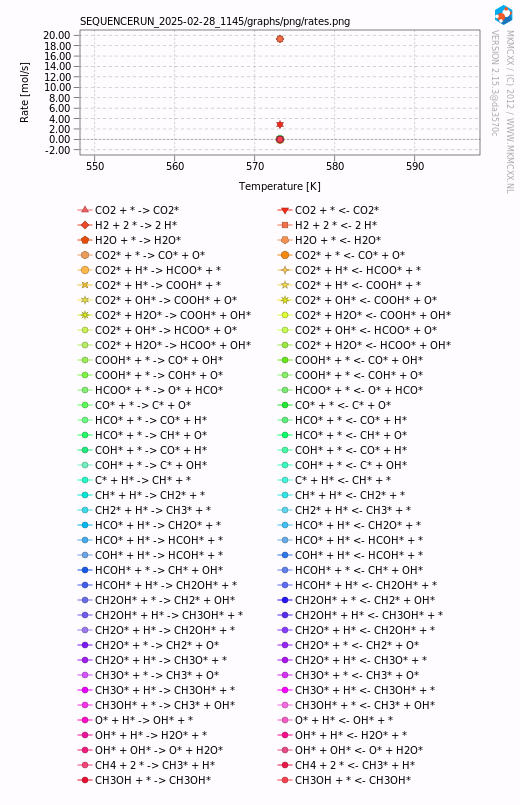 SEQUENCERUN_2025-02-28_1145/graphs/png/rates.png
20.00
18.00
16.00
14.00
12.00
10.00
8.00
6.00
4.00
2.00
0.00
-2.00
Rate [mol/s]
550 560 570 580 590
Temperature [K]
MKMCXX / (C) 2012 / WWW.MKMCXX.NL
VERSION 2.15.3@da3570c
CO2 + * -> CO2* CO2 + * <- CO2*
H2 + 2 * -> 2 H* H2 + 2 * <- 2 H*
H2O + * -> H2O* H2O + * <- H2O*
CO2* + * -> CO* + O* CO2* + * <- CO* + O*
CO2* + H* -> HCOO* + * CO2* + H* <- HCOO* + *
CO2* + H* -> COOH* + * CO2* + H* <- COOH* + *
CO2* + OH* -> COOH* + O* CO2* + OH* <- COOH* + O*
CO2* + H2O* -> COOH* + OH* CO2* + H2O* <- COOH* + OH*
CO2* + OH* -> HCOO* + O* CO2* + OH* <- HCOO* + O*
CO2* + H2O* -> HCOO* + OH* CO2* + H2O* <- HCOO* + OH*
COOH* + * -> CO* + OH* COOH* + * <- CO* + OH*
COOH* + * -> COH* + O* COOH* + * <- COH* + O*
HCOO* + * -> O* + HCO* HCOO* + * <- O* + HCO*
CO* + * -> C* + O* CO* + * <- C* + O*
HCO* + * -> CO* + H* HCO* + * <- CO* + H*
HCO* + * -> CH* + O* HCO* + * <- CH* + O*
COH* + * -> CO* + H* COH* + * <- CO* + H*
COH* + * -> C* + OH* COH* + * <- C* + OH*
C* + H* -> CH* + * C* + H* <- CH* + *
CH* + H* -> CH2* + * CH* + H* <- CH2* + *
CH2* + H* -> CH3* + * CH2* + H* <- CH3* + *
HCO* + H* -> CH2O* + * HCO* + H* <- CH2O* + *
HCO* + H* -> HCOH* + * HCO* + H* <- HCOH* + *
COH* + H* -> HCOH* + * COH* + H* <- HCOH* + *
HCOH* + * -> CH* + OH* HCOH* + * <- CH* + OH*
HCOH* + H* -> CH2OH* + * HCOH* + H* <- CH2OH* + *
CH2OH* + * -> CH2* + OH* CH2OH* + * <- CH2* + OH*
CH2OH* + H* -> CH3OH* + * CH2OH* + H* <- CH3OH* + *
CH2O* + H* -> CH2OH* + * CH2O* + H* <- CH2OH* + *
CH2O* + * -> CH2* + O* CH2O* + * <- CH2* + O*
CH2O* + H* -> CH3O* + * CH2O* + H* <- CH3O* + *
CH3O* + * -> CH3* + O* CH3O* + * <- CH3* + O*
CH3O* + H* -> CH3OH* + * CH3O* + H* <- CH3OH* + *
CH3OH* + * -> CH3* + OH* CH3OH* + * <- CH3* + OH*
O* + H* -> OH* + * O* + H* <- OH* + *
OH* + H* -> H2O* + * OH* + H* <- H2O* + *
OH* + OH* -> O* + H2O* OH* + OH* <- O* + H2O*
CH4 + 2 * -> CH3* + H* CH4 + 2 * <- CH3* + H*
CH3OH + * -> CH3OH* CH3OH + * <- CH3OH*